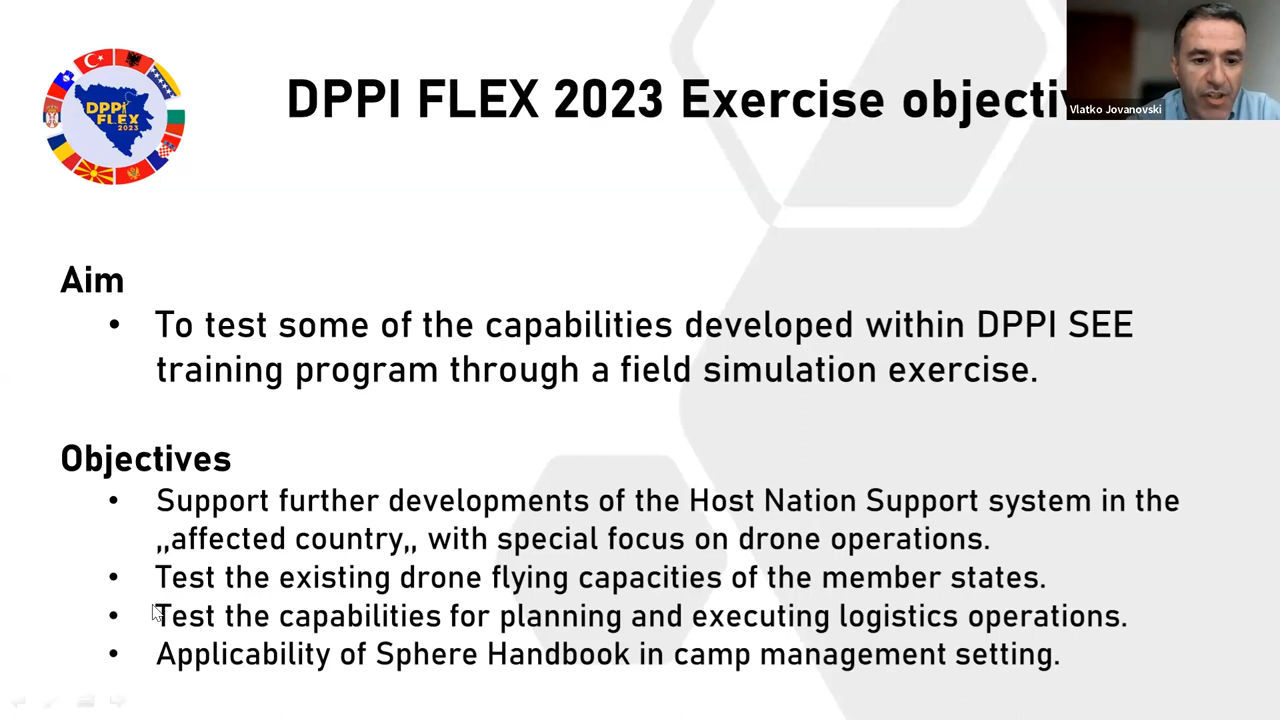 DPPI FLEX 2023 Exercise objectiv
Vlatko Jovanovski
DPPI
FLEX
2023
Aim
• To test some of the capabilities developed within DPPI SEE
training program through a field simulation exercise.
Objectives
• Support further developments of the Host Nation Support system in the
,,affected country,, with special focus on drone operations.
• Test the existing drone flying capacities of the member states.
• Test the capabilities for planning and executing logistics operations.
• Applicability of Sphere Handbook in camp management setting.